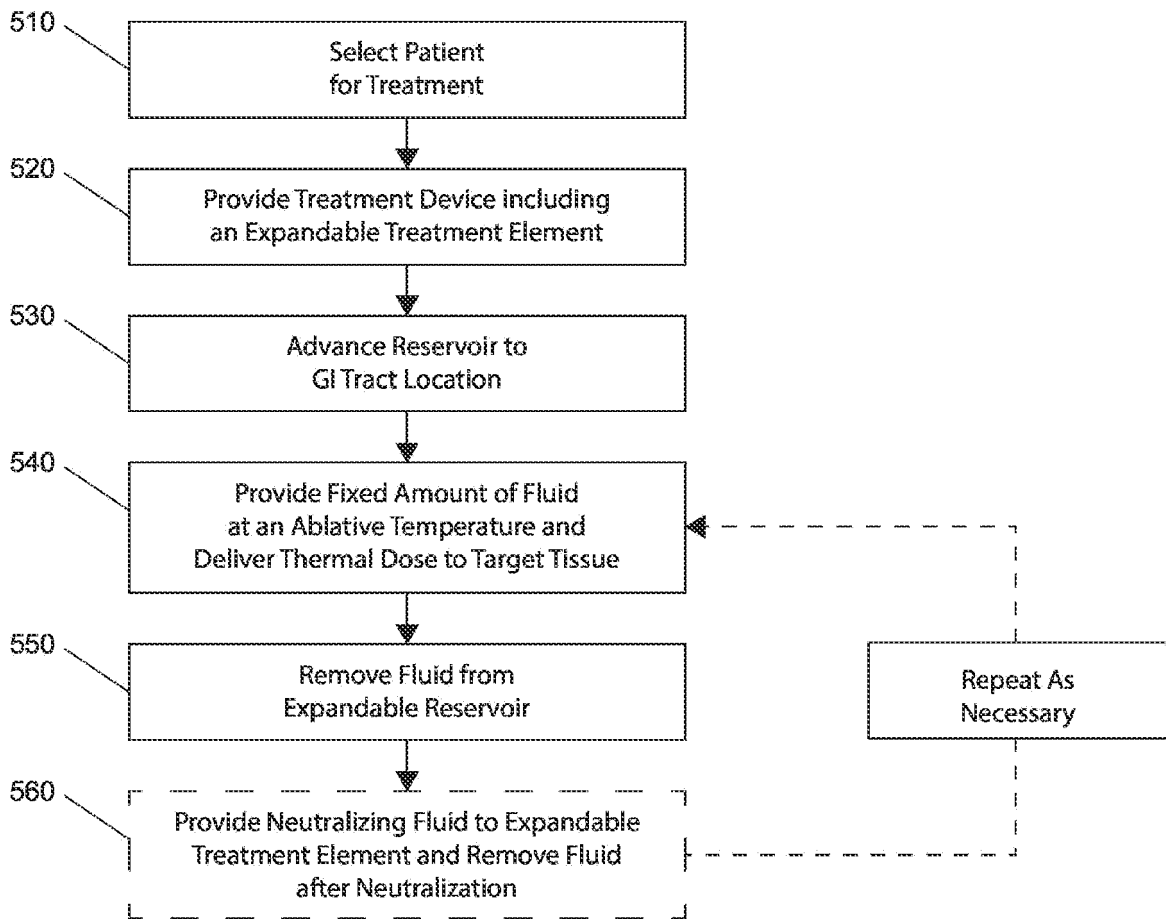 510
Select Patient
for Treatment
520
Provide Treatment Device including
an Expandable Treatment Element
530
Advance Reservoir to
GI Tract Location
540
Provide Fixed Amount of Fluid
at an Ablative Temperature and
Deliver Thermal Dose to Target Tissue
550
Remove Fluid from
Expandable Reservoir
Repeat As
Necessary
560
Provide Neutralizing Fluid to Expandable
Treatment Element and Remove Fluid
after Neutralization